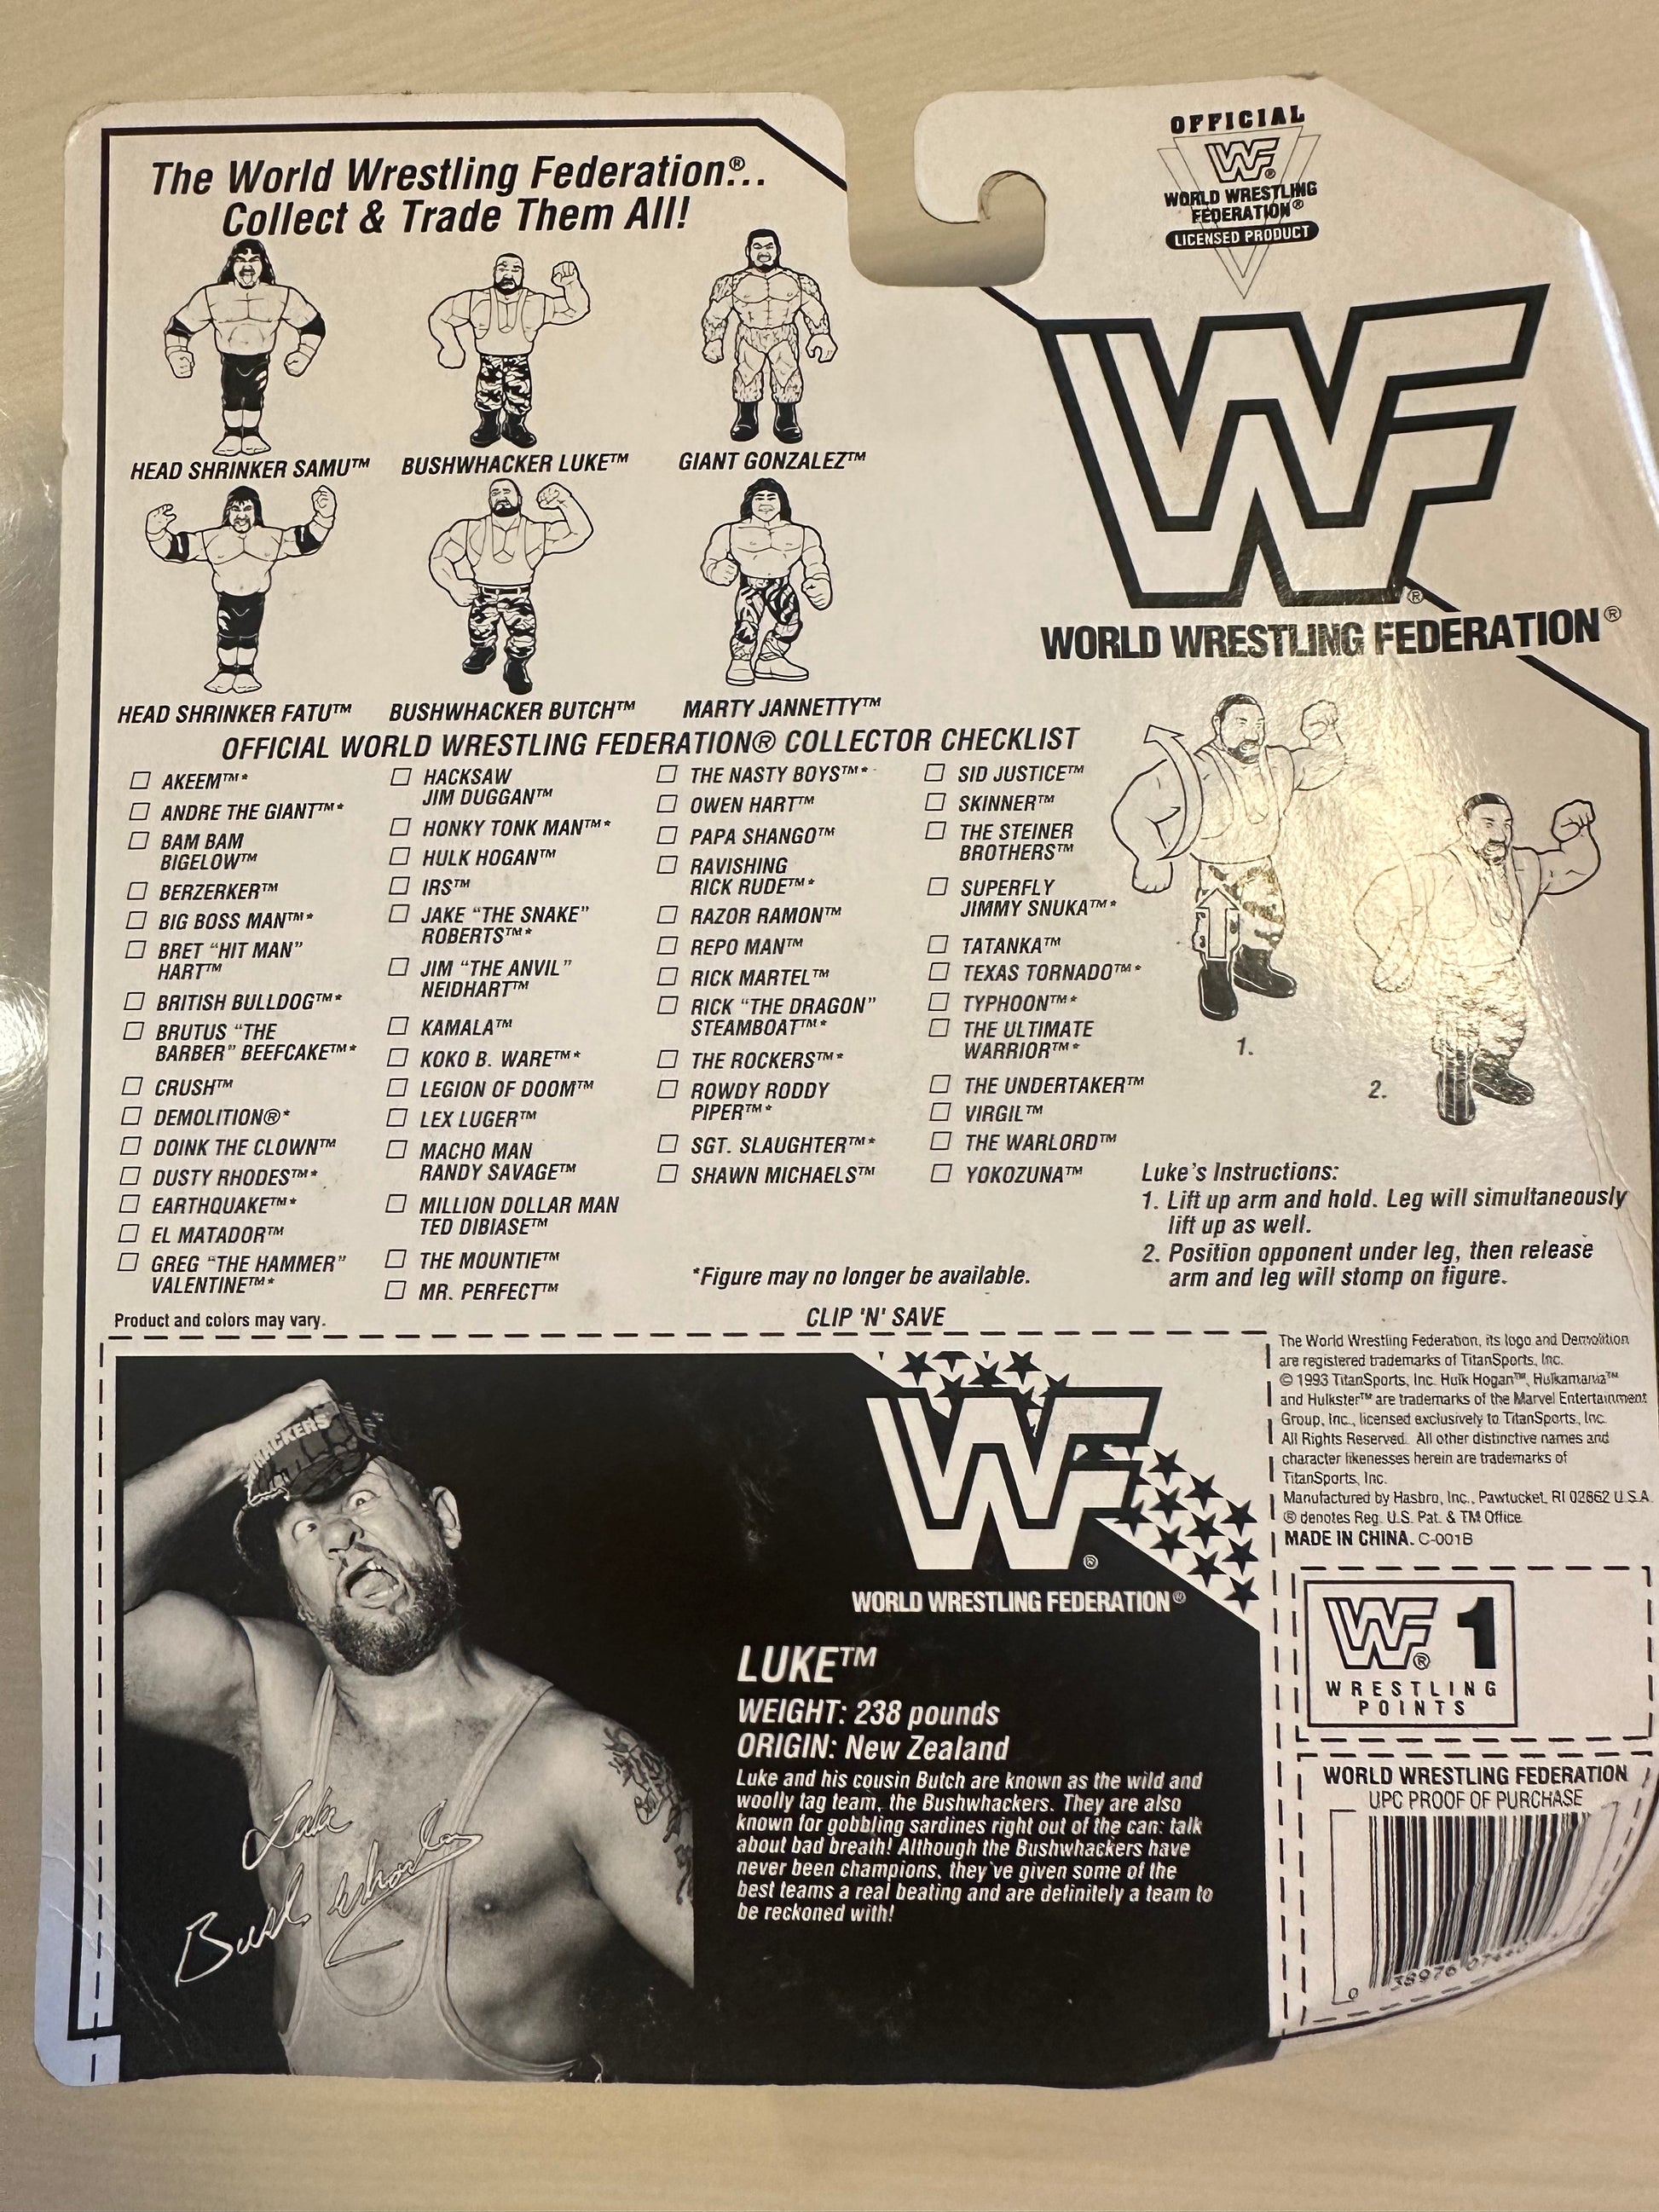 The World Wrestling Federation®...
Collect & Trade Them All!
OFFICIAL
WF®
WORLD WRESTLING
FEDERATION®
LICENSED PRODUCT
WF®
WORLD WRESTLING FEDERATION®
HEAD SHRINKER SAMU™
BUSHWHACKER LUKE™
GIANT GONZALEZ™
HEAD SHRINKER FATU™
BUSHWHACKER BUTCH™
MARTY JANNETTY™
OFFICIAL WORLD WRESTLING FEDERATION® COLLECTOR CHECKLIST
AKEEM™*
ANDRE THE GIANT™*
BAM BAM
BIGELOW™
BERZERKER™
BIG BOSS MAN™*
BRET “HIT MAN”
HART™
BRITISH BULLDOG™*
BRUTUS “THE
BARBER” BEEFCAKE™*
CRUSH™
DEMOLITION®*
DOINK THE CLOWN™
DUSTY RHODES™*
EARTHQUAKE™*
EL MATADOR™
GREG “THE HAMMER”
VALENTINE™*
HACKSAW
JIM DUGGAN™
HONKY TONK MAN™*
HULK HOGAN™
IRS™
JAKE “THE SNAKE”
ROBERTS™*
JIM “THE ANVIL”
NEIDHART™
KAMALA™
KOKO B. WARE™*
LEGION OF DOOM™
LEX LUGER™
MACHO MAN
RANDY SAVAGE™
MILLION DOLLAR MAN
TED DIBIASE™
THE MOUNTIE™
MR. PERFECT™
THE NASTY BOYS™*
OWEN HART™
PAPA SHANGO™
RAVISHING
RICK RUDE™*
RAZOR RAMON™
REPO MAN™
RICK MARTEL™
RICK “THE DRAGON”
STEAMBOAT™*
THE ROCKERS™*
ROWDY RODDY
PIPER™*
SGT. SLAUGHTER™*
SHAWN MICHAELS™
SID JUSTICE™
SKINNER™
THE STEINER
BROTHERS™
SUPERFLY
JIMMY SNUKA™*
TATANKA™
TEXAS TORNADO™*
TYPHOON™*
THE ULTIMATE
WARRIOR™*
THE UNDERTAKER™
VIRGIL™
THE WARLORD™
YOKOZUNA™
1.
2.
Luke's Instructions:
1. Lift up arm and hold. Leg will simultaneously
lift up as well.
2. Position opponent under leg, then release
arm and leg will stomp on figure.
*Figure may no longer be available.
Product and colors may vary.
CLIP 'N' SAVE
WHACKERS
WF®
WORLD WRESTLING FEDERATION®
LUKE™
WEIGHT: 238 pounds
ORIGIN: New Zealand
Luke and his cousin Butch are known as the wild and
woolly tag team, the Bushwhackers. They are also
known for gobbling sardines right out of the can: talk
about bad breath! Although the Bushwhackers have
never been champions, they've given some of the
best teams a real beating and are definitely a team to
be reckoned with!
Luke
The World Wrestling Federation, its logo and Demolition
are registered trademarks of TitanSports, Inc.
© 1993 TitanSports, Inc. Hulk Hogan™, Hulkamania™
and Hulkster™ are trademarks of the Marvel Entertainment
Group, Inc., licensed exclusively to TitanSports, Inc.
All Rights Reserved. All other distinctive names and
character likenesses herein are trademarks of
TitanSports, Inc.
Manufactured by Hasbro, Inc., Pawtucket, RI 02862 U.S.A.
® denotes Reg. U.S. Pat. & TM Office
MADE IN CHINA. C-001B
WF® 1
WRESTLING
POINTS
WORLD WRESTLING FEDERATION
UPC PROOF OF PURCHASE
0 38976